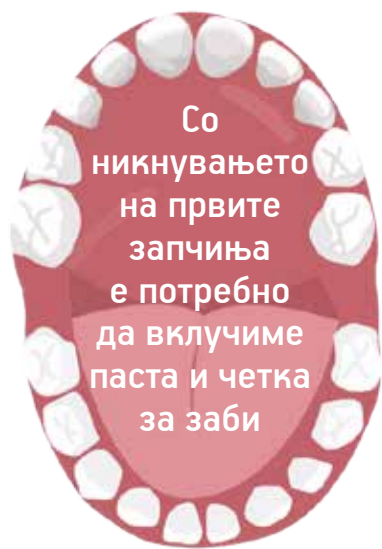 Со
никнувањето
на првите
запчиња
е потребно
да вклучиме
паста и четка
за заби